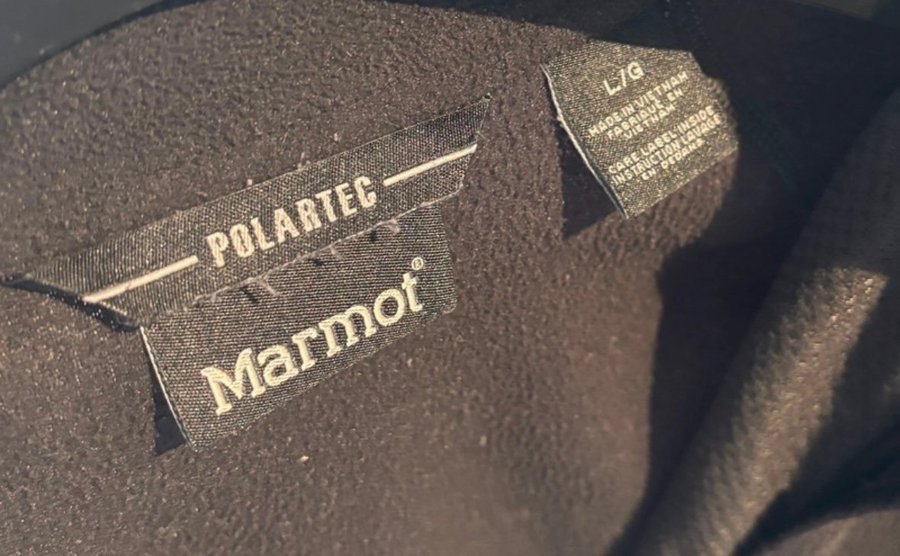 POLARTEC
Marmot®
L/G
MADE IN VIETNAM
FABRIQUÉ EN
VIETNAM
CARE LABEL INSIDE
INSTRUCTION LAVAGE
EN DEDANS